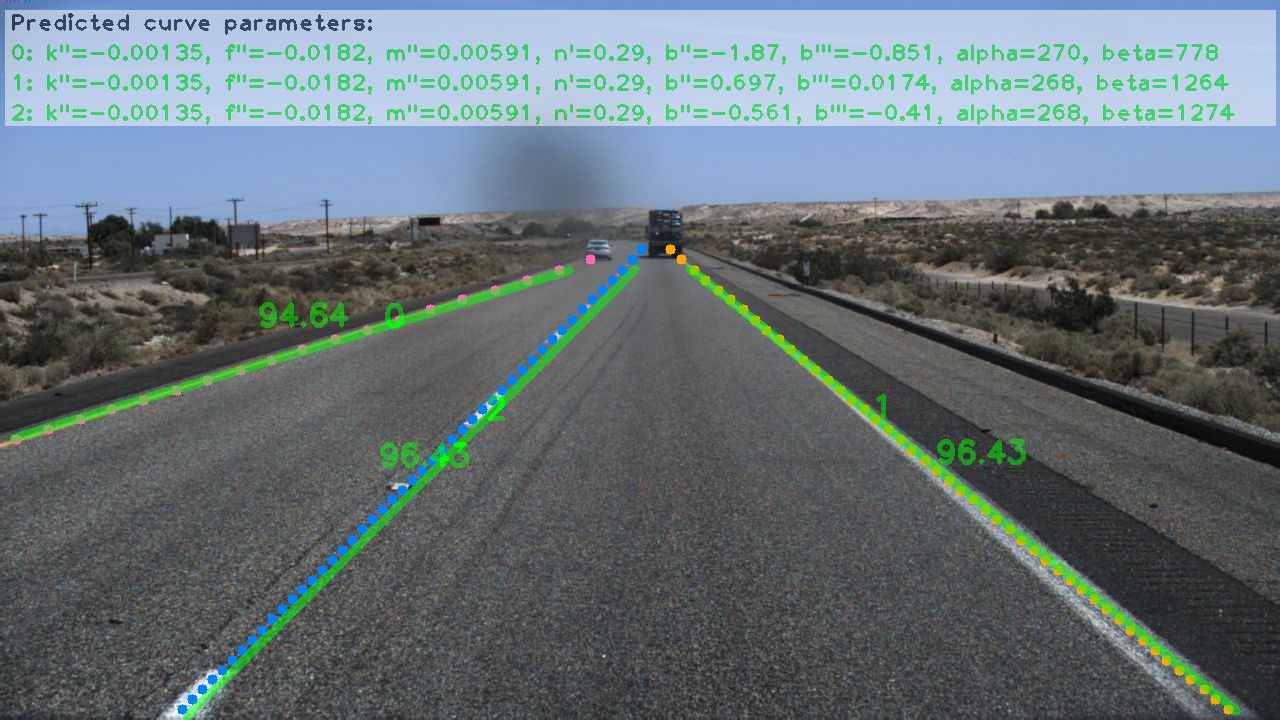 Predicted curve parameters:
0: k''=-0.00135, f''=-0.0182, m''=0.00591, n'=0.29, b''=-1.87, b'''=-0.851, alpha=270, beta=778
1: k''=-0.00135, f''=-0.0182, m''=0.00591, n'=0.29, b''=0.697, b'''=0.0174, alpha=268, beta=1264
2: k''=-0.00135, f''=-0.0182, m''=0.00591, n'=0.29, b''=-0.561, b'''=-0.41, alpha=268, beta=1274
94.64 0
2 1
96.43 96.43